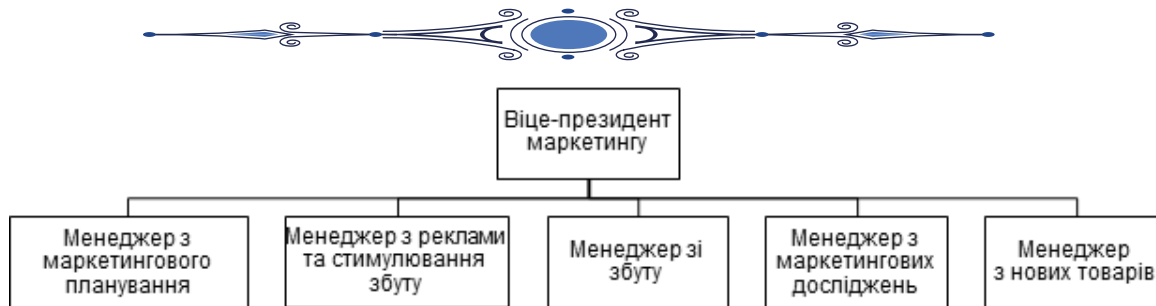 Віце-президент
маркетингу
Менеджер з
маркетингового
планування
Менеджер з реклами
та стимулювання
збуту
Менеджер зі
збуту
Менеджер з
маркетингових
досліджень
Менеджер
з нових товарів